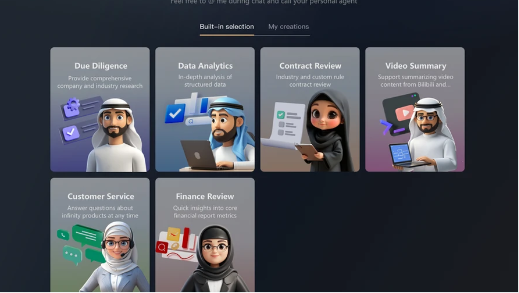 Feel free to @ me during chat and call your personal agent
Built-in selection
My creations
Due Diligence
Provide comprehensive
company and industry research
Data Analytics
In-depth analysis of
structured data
Contract Review
Industry and custom rule
contract review
Video Summary
Support summarizing video
content from Bilibili and...
Customer Service
Answer questions about
infinity products at any time
Finance Review
Quick insights into core
financial report metrics